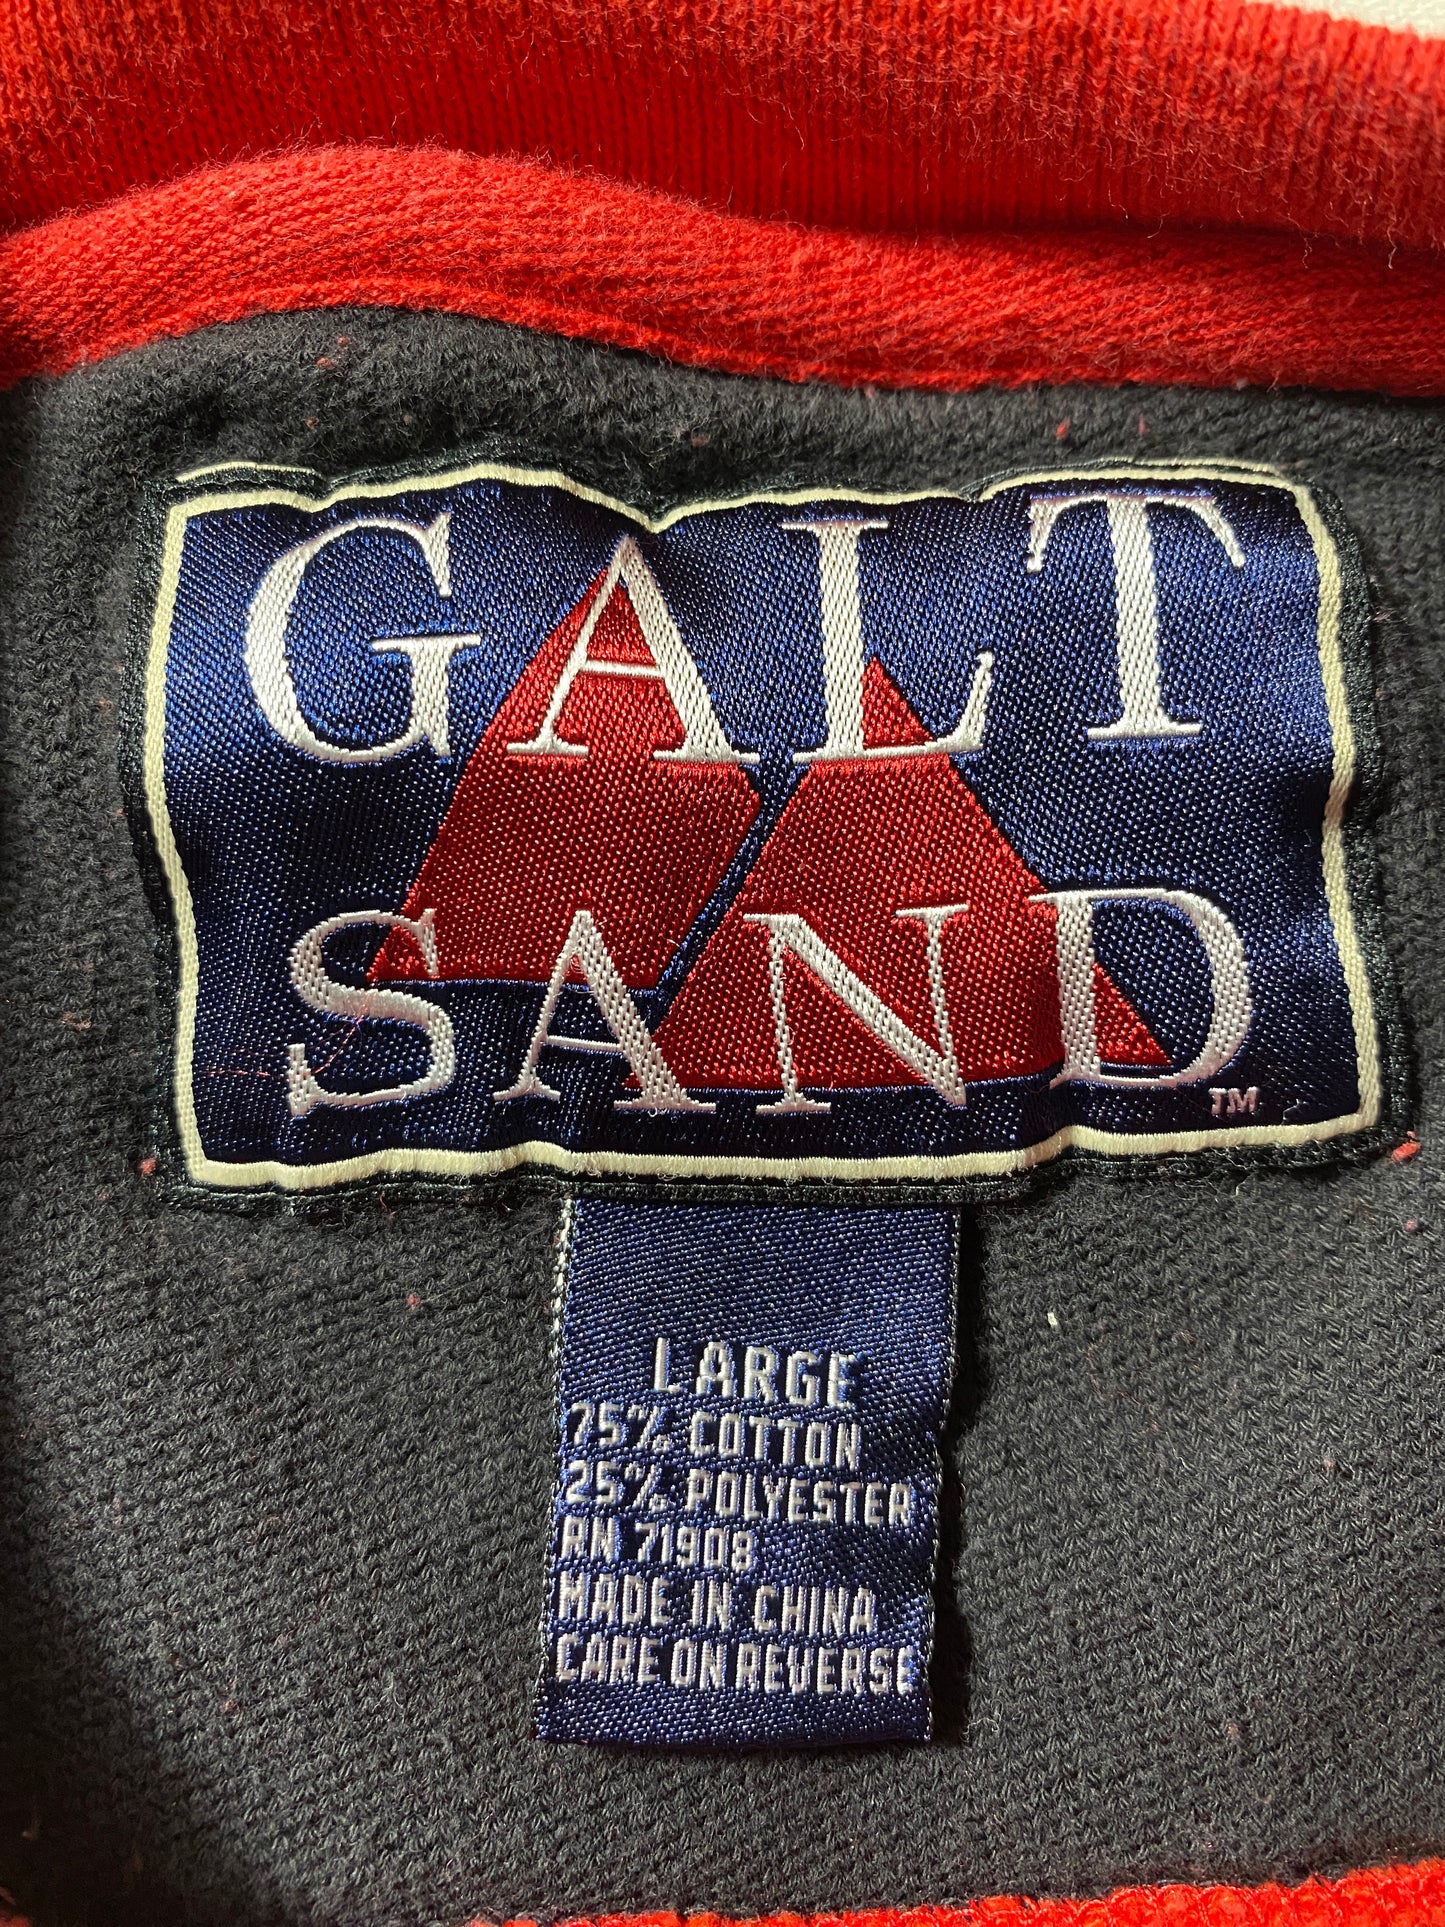 GALT
SAND
TM
LARGE
75% COTTON
25% POLYESTER
RN 71908
MADE IN CHINA
CARE ON REVERSE